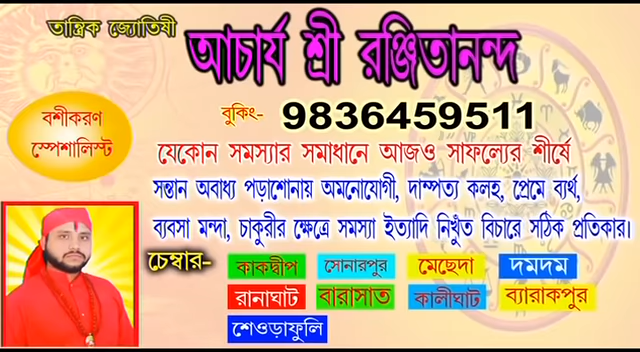 তান্ত্রিক জ্যোতিষী
আচার্য শ্রী রঞ্জিতানন্দ
বশীকরণ
স্পেশালিস্ট
বুকিং- 9836459511
যেকোন সমস্যার সমাধানে আজও সাফল্যের শীর্ষে
সন্তান অবাধ্য পড়াশোনায় অমনোযোগী, দাম্পত্য কলহ, প্রেমে ব্যর্থ,
ব্যবসা মন্দা, চাকুরীর ক্ষেত্রে সমস্যা ইত্যাদি নিখুঁত বিচারে সঠিক প্রতিকার।
চেম্বার- কাকদ্বীপ সোনারপুর মেছেদা দমদম
রানাঘাট বারাসাত কালীঘাট ব্যারাকপুর
শেওড়াফুলি